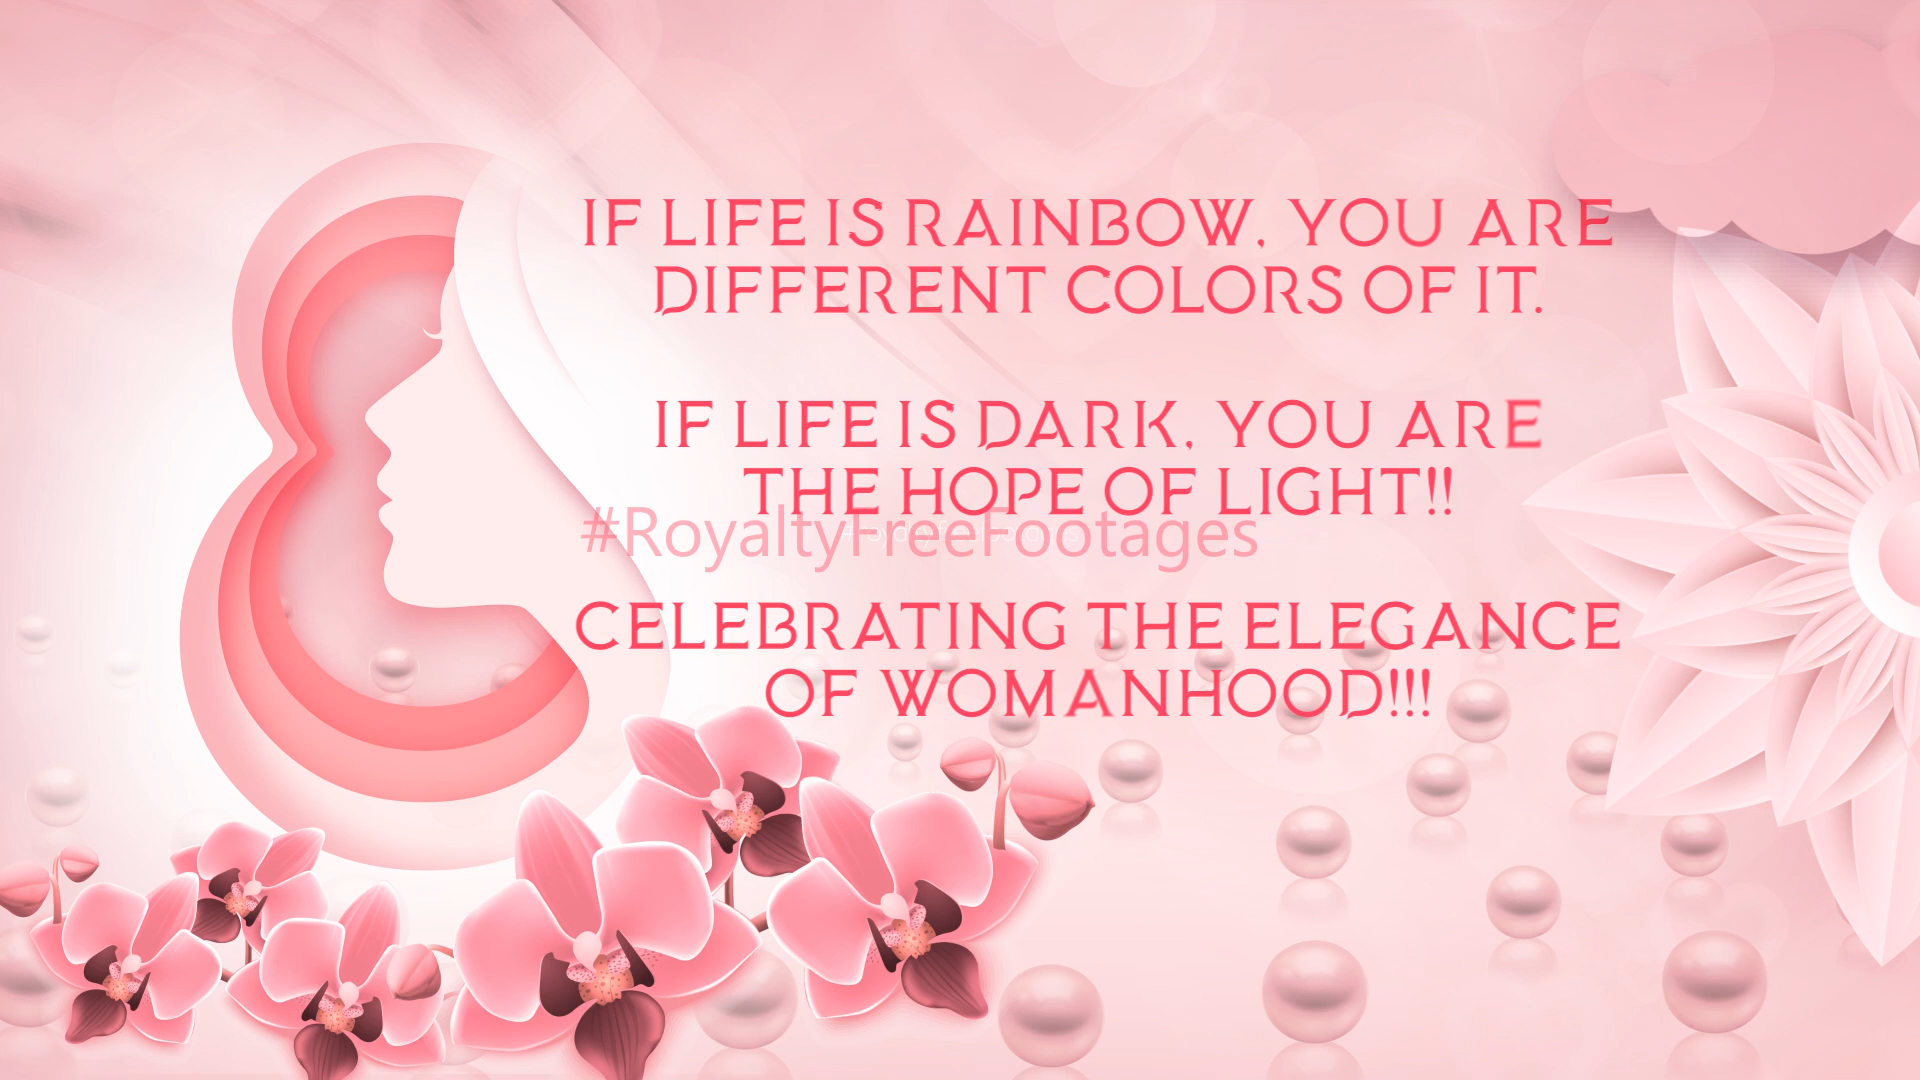 IF LIFE IS RAINBOW, YOU ARE
DIFFERENT COLORS OF IT.
IF LIFE IS DARK, YOU ARE
THE HOPE OF LIGHT!!
#RoyaltyFreeFootages
CELEBRATING THE ELEGANCE
OF WOMANHOOD!!!